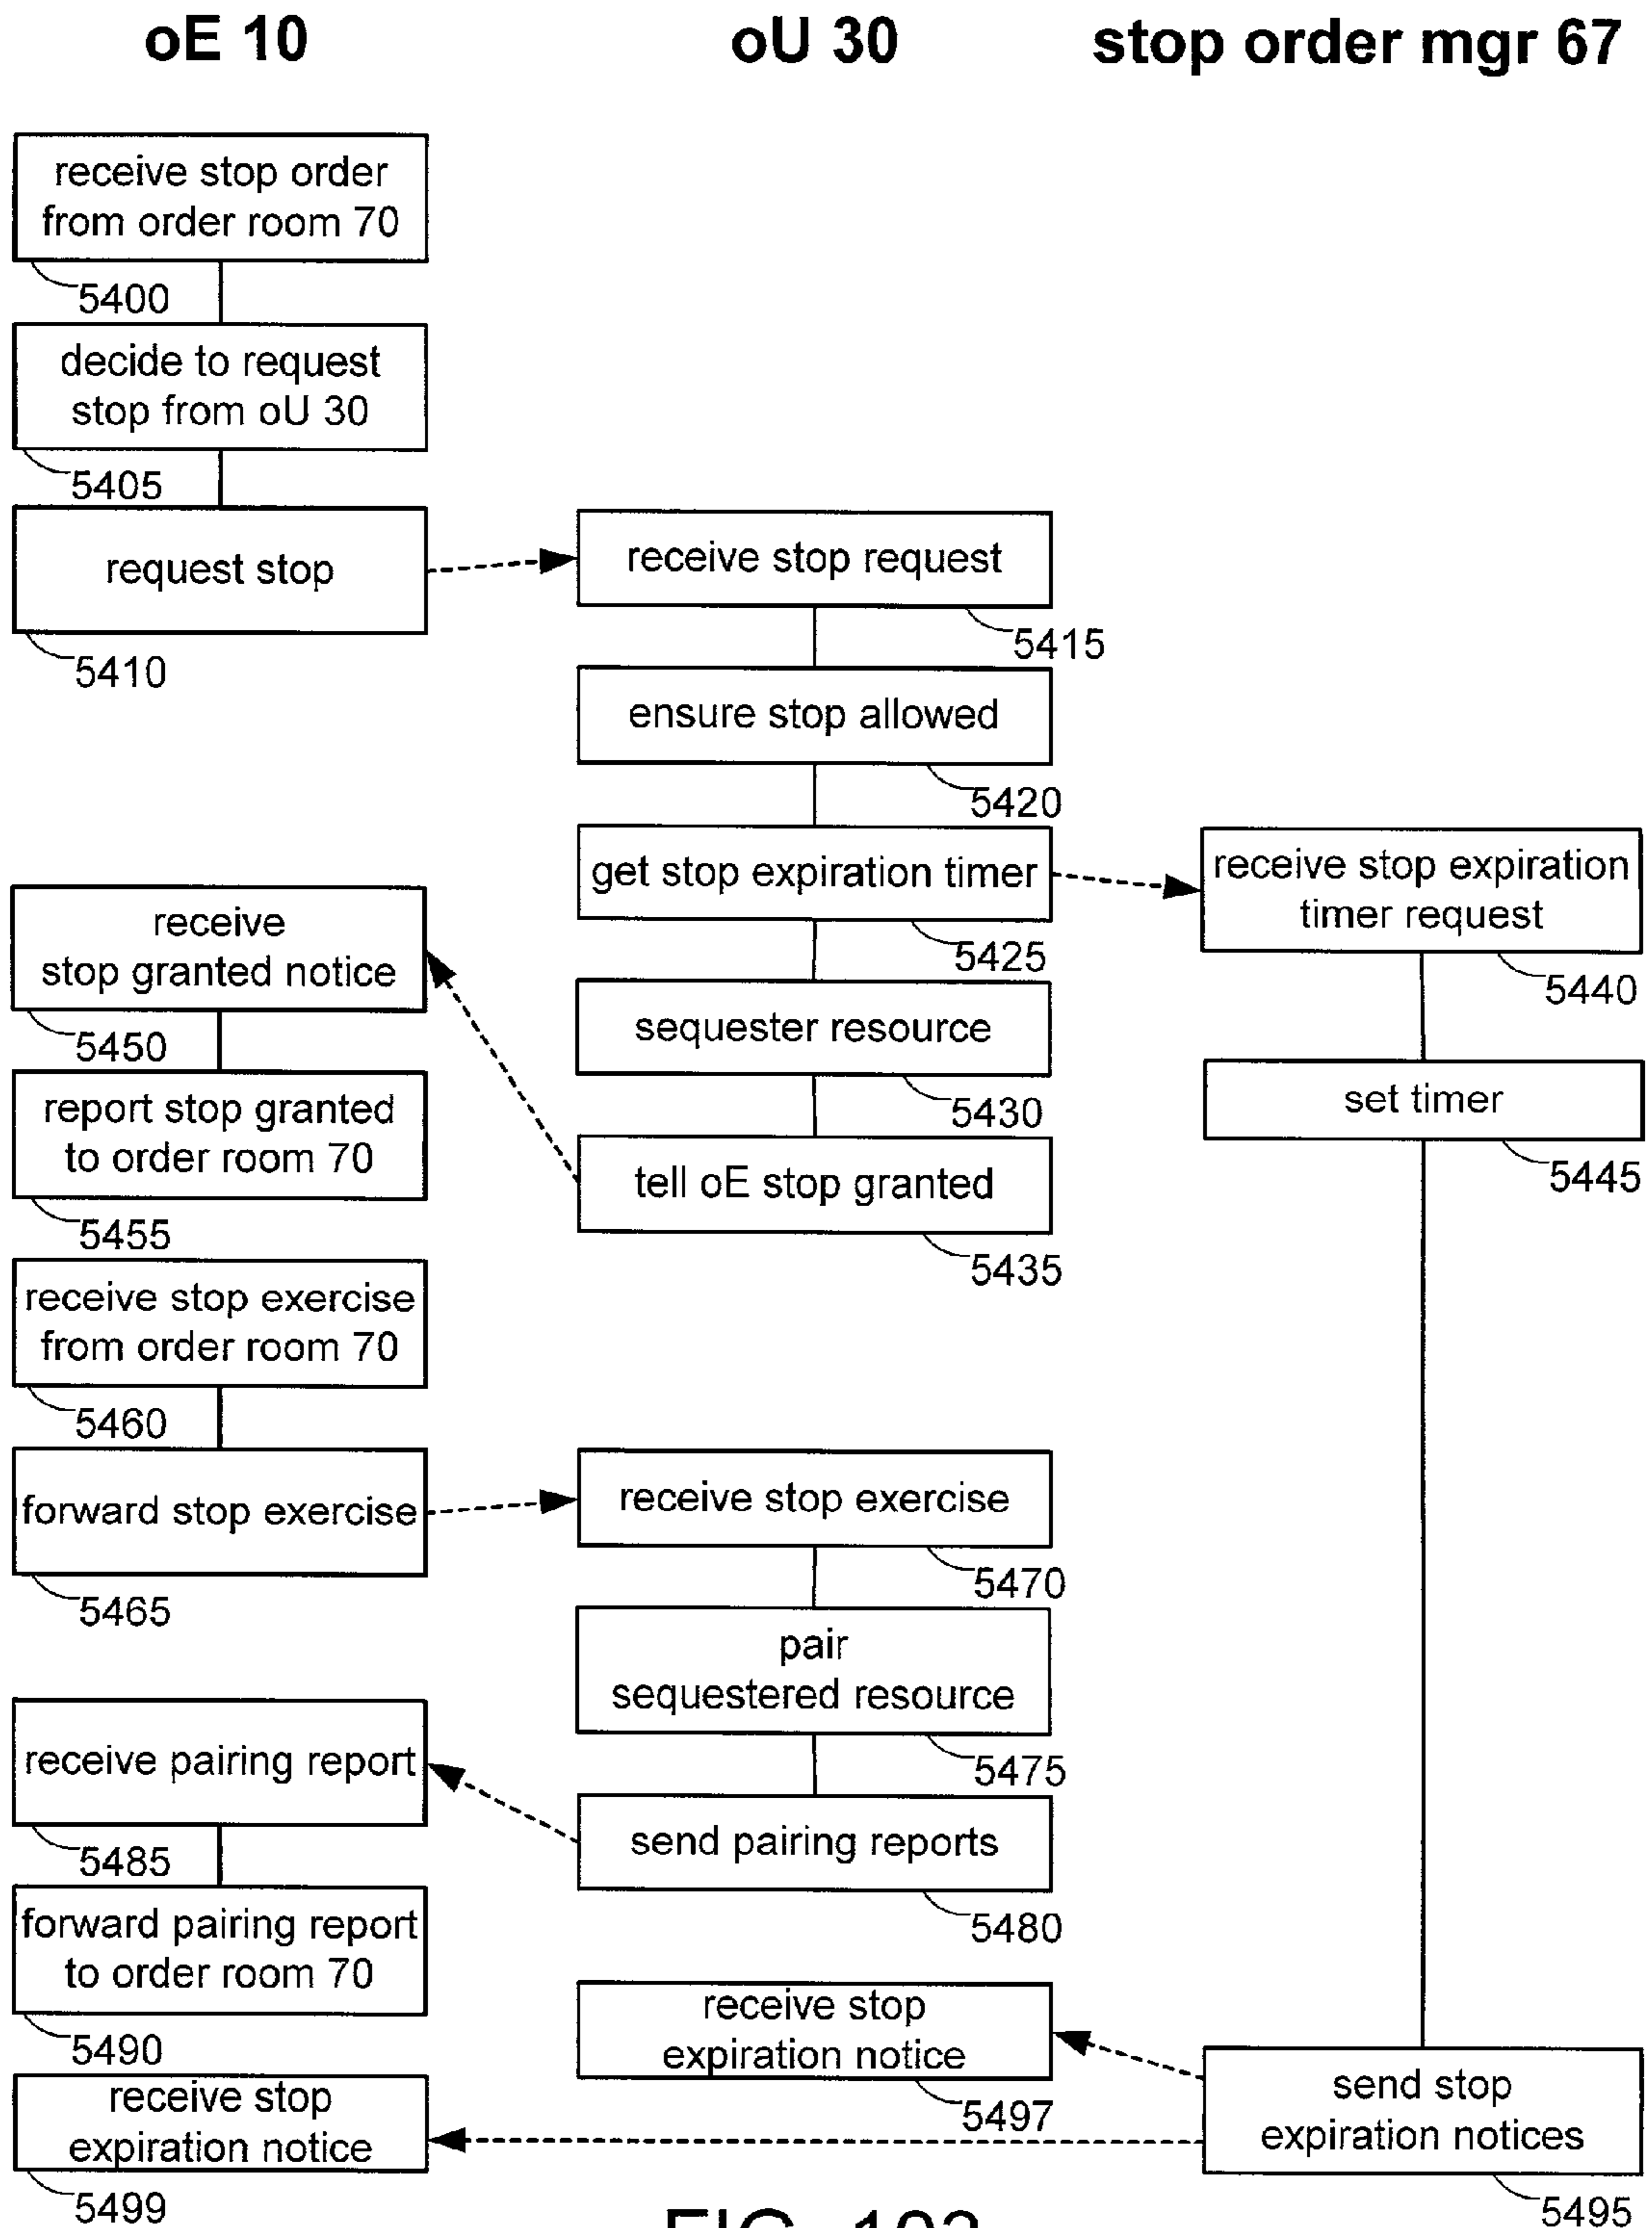 oE 10
oU 30
stop order mgr 67
receive stop order
from order room 70
5400
decide to request
stop from oU 30
5405
request stop
5410
receive stop request
5415
ensure stop allowed
5420
get stop expiration timer
5425
receive stop expiration
timer request
5440
receive
stop granted notice
5450
sequester resource
5430
set timer
5445
report stop granted
to order room 70
5455
tell oE stop granted
5435
receive stop exercise
from order room 70
5460
forward stop exercise
5465
receive stop exercise
5470
pair
sequestered resource
5475
receive pairing report
5485
send pairing reports
5480
forward pairing report
to order room 70
5490
receive stop
expiration notice
5497
send stop
expiration notices
5495
receive stop
expiration notice
5499